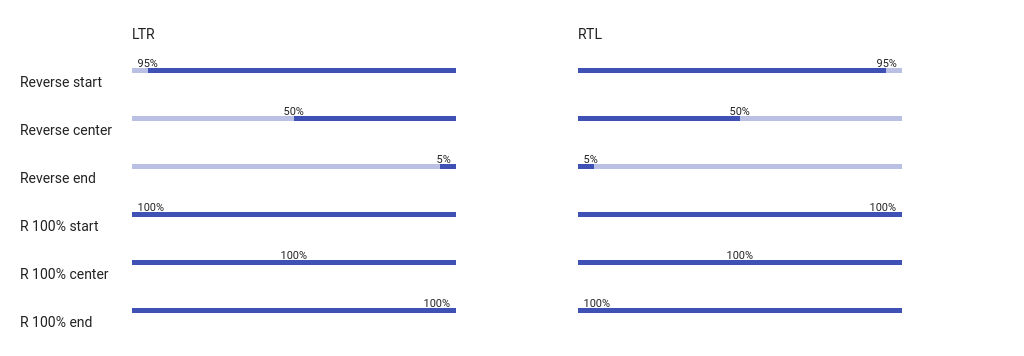 LTR RTL
95% 95%
Reverse start
50% 50%
Reverse center
5% 5%
Reverse end
100% 100%
R 100% start
100% 100%
R 100% center
100% 100%
R 100% end